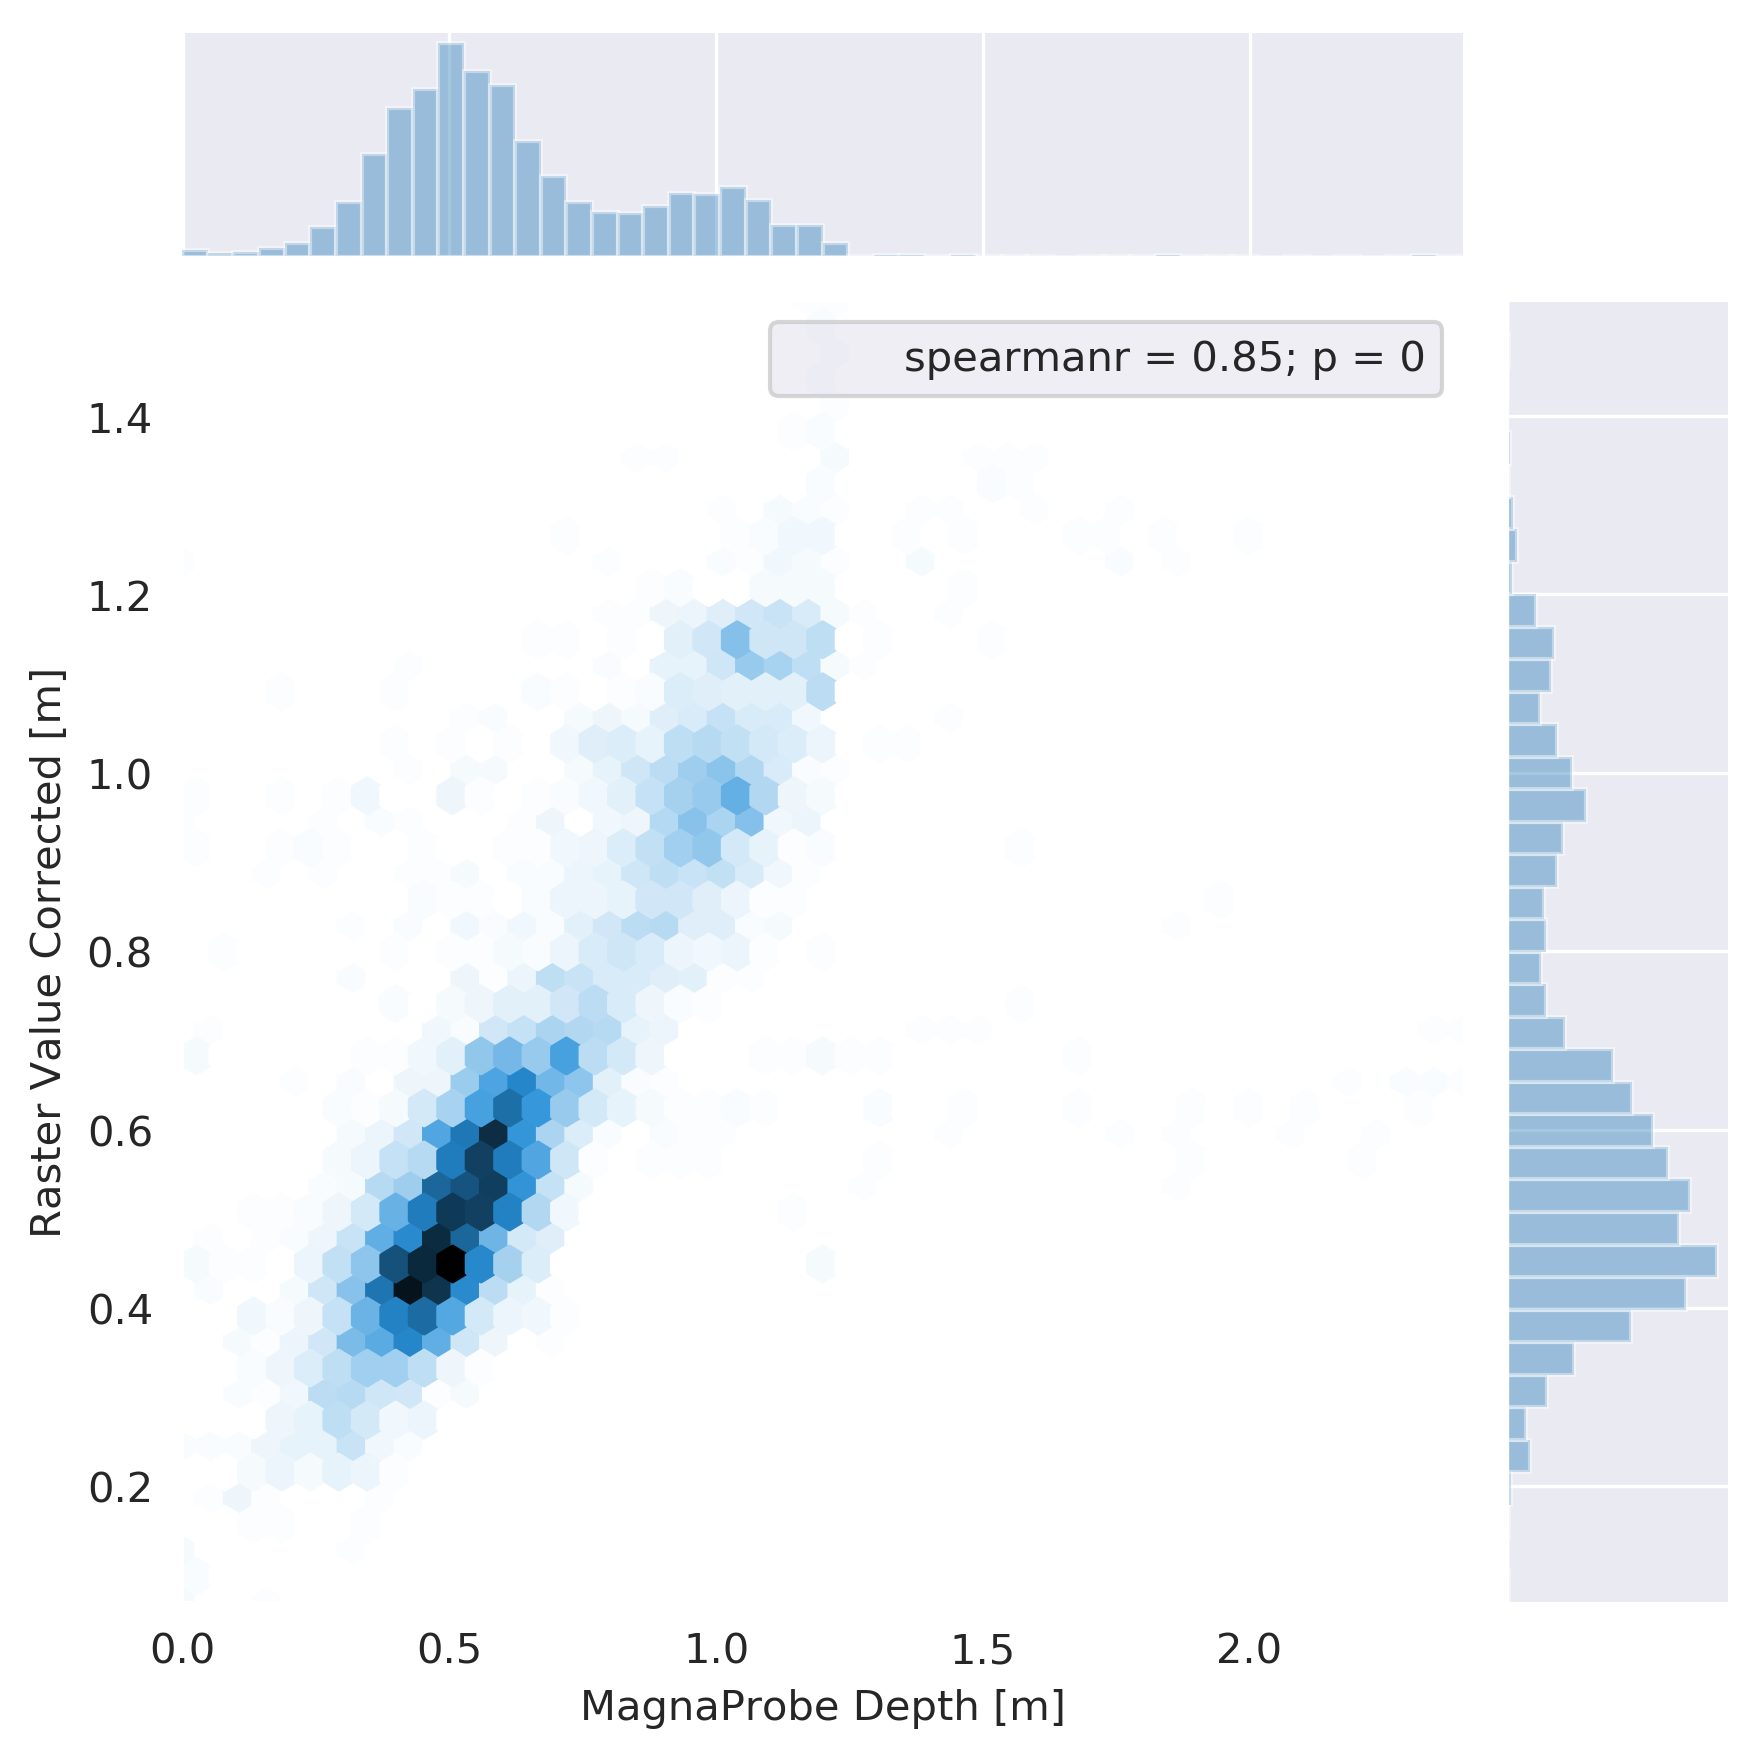 spearmanr = 0.85; p = 0
1.4
1.2
1.0
0.8
0.6
0.4
0.2
Raster Value Corrected [m]
0.0 0.5 1.0 1.5 2.0
MagnaProbe Depth [m]